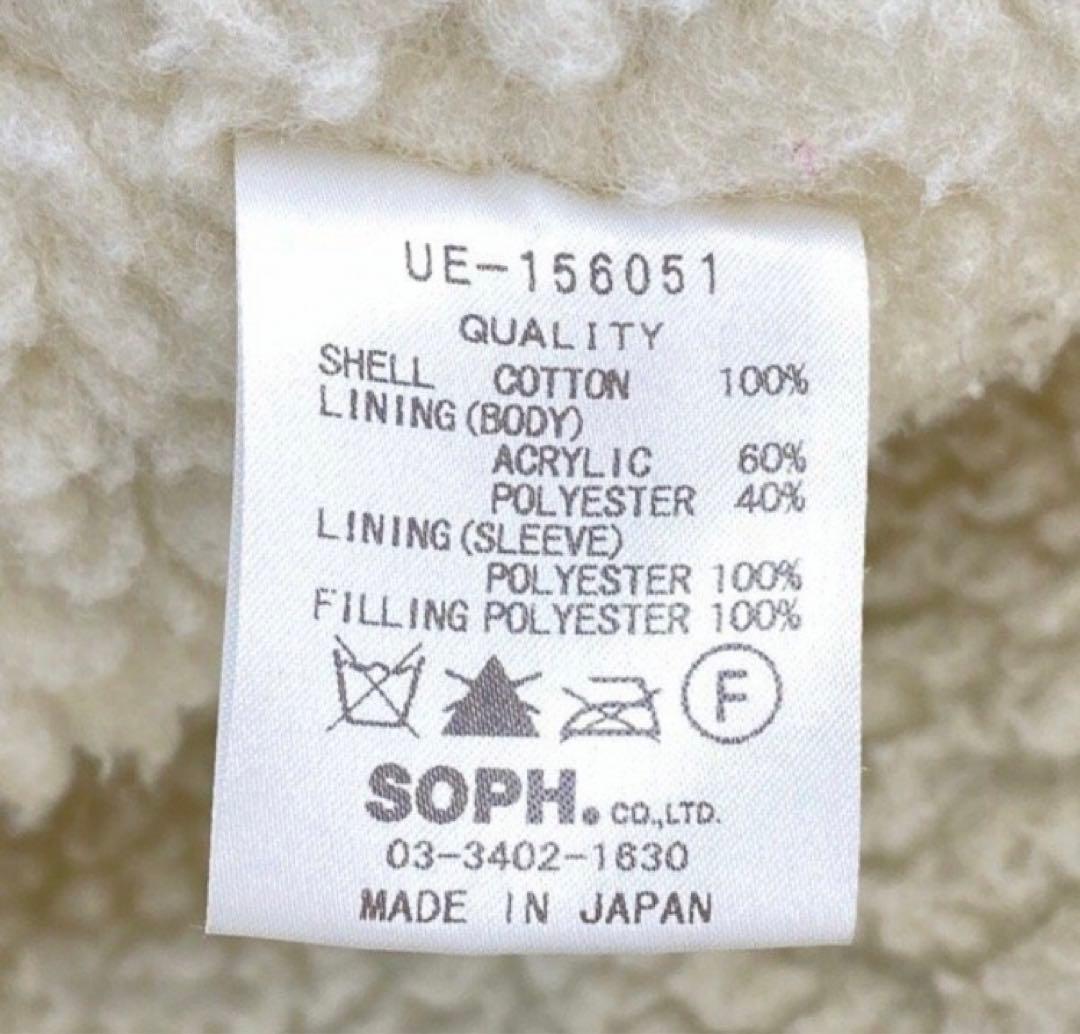 UE-156051
QUALITY
SHELL COTTON 100%
LINING(BODY)
ACRYLIC 60%
POLYESTER 40%
LINING(SLEEVE)
POLYESTER 100%
FILLING POLYESTER 100%
F
SOPH. CO.,LTD.
03-3402-1630
MADE IN JAPAN